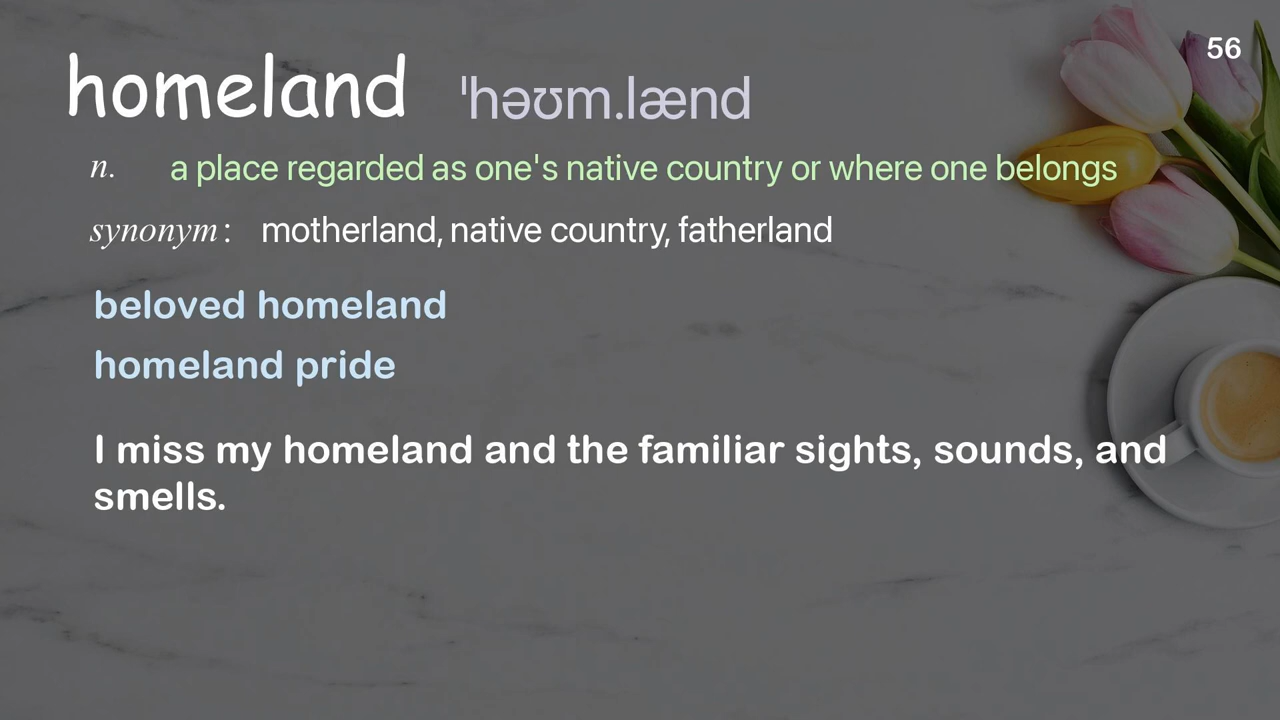 56
homeland ˈhəʊm.lænd
n. a place regarded as one's native country or where one belongs
synonym: motherland, native country, fatherland
beloved homeland
homeland pride
I miss my homeland and the familiar sights, sounds, and
smells.